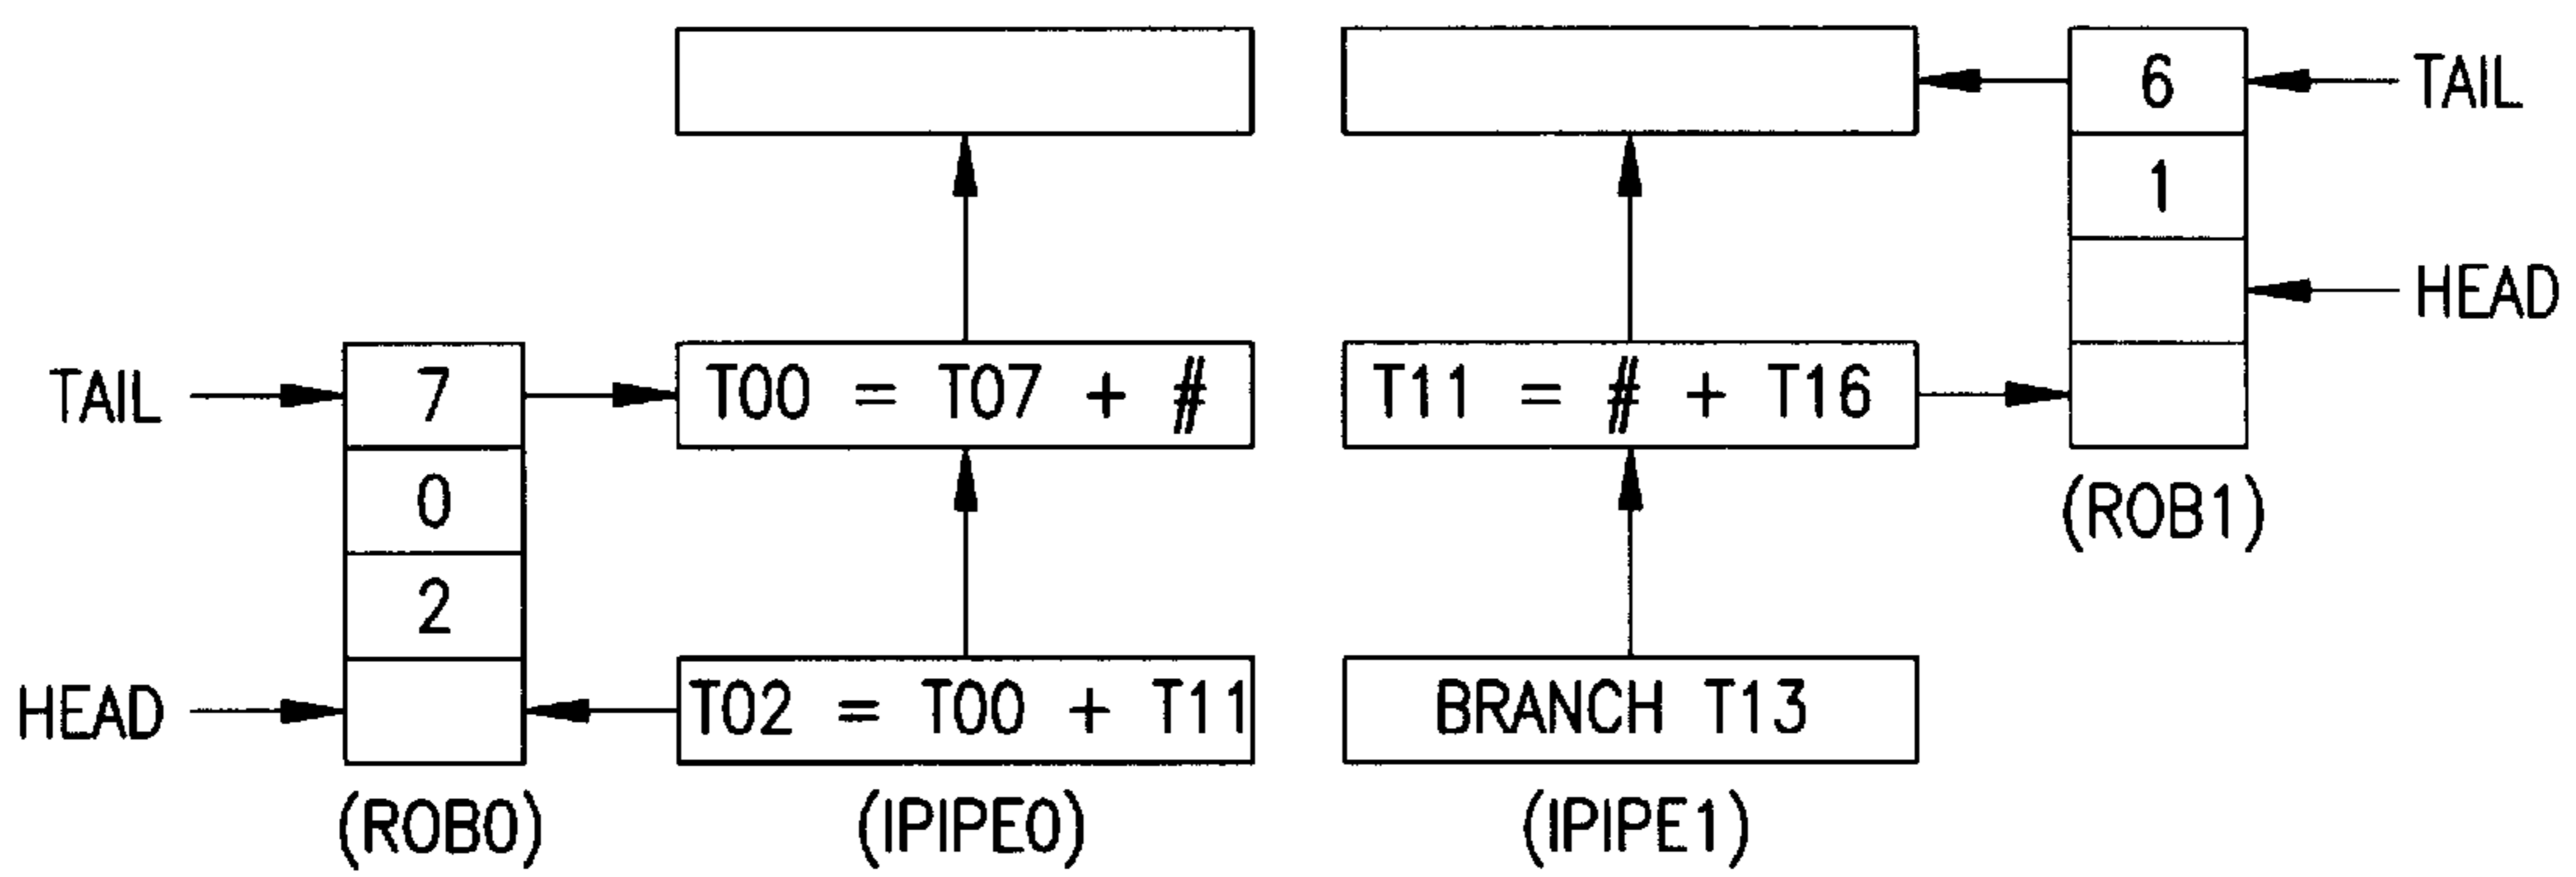 6
TAIL
1
HEAD
TAIL
7
T00 = T07 + #
T11 = # + T16
0
(ROB1)
2
HEAD
T02 = T00 + T11
BRANCH T13
(ROB0)
(IPIPE0)
(IPIPE1)